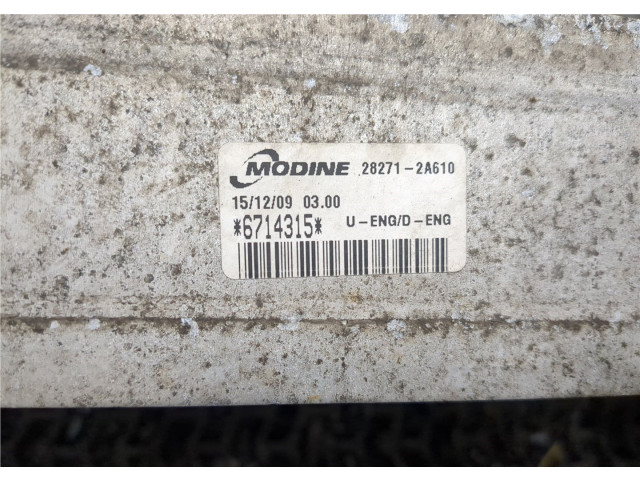 MODINE 28271-2A610
15/12/09 03.00
*6714315* U-ENG/D-ENG